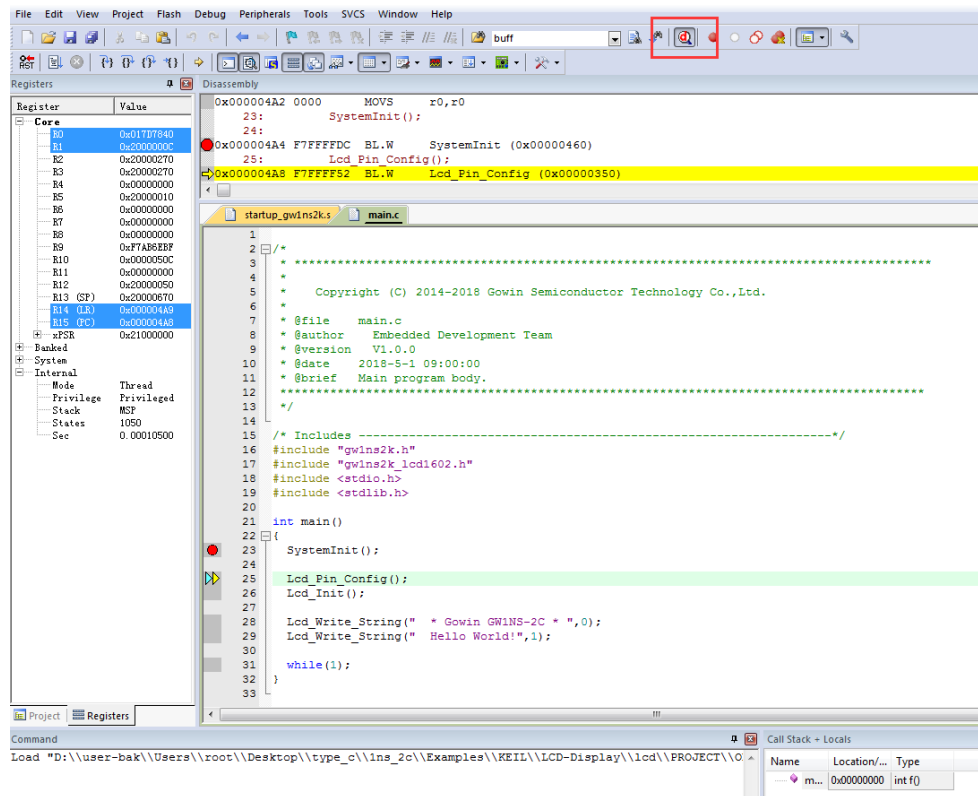 File Edit View Project Flash Debug Peripherals Tools SVCS Window Help
buff
RST
Registers
Register Value
Core
R0 0x017D7840
R1 0x2000000C
R2 0x20000270
R3 0x20000270
R4 0x00000000
R5 0x20000010
R6 0x00000000
R7 0x00000000
R8 0x00000000
R9 0xF7AB6EBF
R10 0x0000050C
R11 0x00000000
R12 0x20000050
R13 (SP) 0x20000670
R14 (LR) 0x000004A9
R15 (PC) 0x000004A8
xPSR 0x21000000
Banked
System
Internal
Mode Thread
Privilege Privileged
Stack MSP
States 1050
Sec 0.00010500
Project Registers
Disassembly
0x000004A2 0000 MOVS r0,r0
23: SystemInit();
24:
0x000004A4 F7FFFFDC BL.W SystemInit (0x00000460)
25: Lcd_Pin_Config();
0x000004A8 F7FFFF52 BL.W Lcd_Pin_Config (0x00000350)
startup_gw1ns2k.s main.c
1
2 /*
3 * ******************************************************************************************
4 *
5 * Copyright (C) 2014-2018 Gowin Semiconductor Technology Co.,Ltd.
6 *
7 * @file main.c
8 * @author Embedded Development Team
9 * @version V1.0.0
10 * @date 2018-5-1 09:00:00
11 * @brief Main program body.
12 ******************************************************************************************
13 */
14
15 /* Includes ------------------------------------------------------------------*/
16 #include "gw1ns2k.h"
17 #include "gw1ns2k_lcd1602.h"
18 #include <stdio.h>
19 #include <stdlib.h>
20
21 int main()
22 {
23 SystemInit();
24
25 Lcd_Pin_Config();
26 Lcd_Init();
27
28 Lcd_Write_String("  * Gowin GW1NS-2C * ",0);
29 Lcd_Write_String("  Hello World!",1);
30
31 while(1);
32 }
33
Command
Load "D:\\user-bak\\Users\\root\\Desktop\\type_c\\1ns_2c\\Examples\\KEIL\\LCD-Display\\lcd\\PROJECT\\O
Call Stack + Locals
Name Location/... Type
m... 0x00000000 int f()